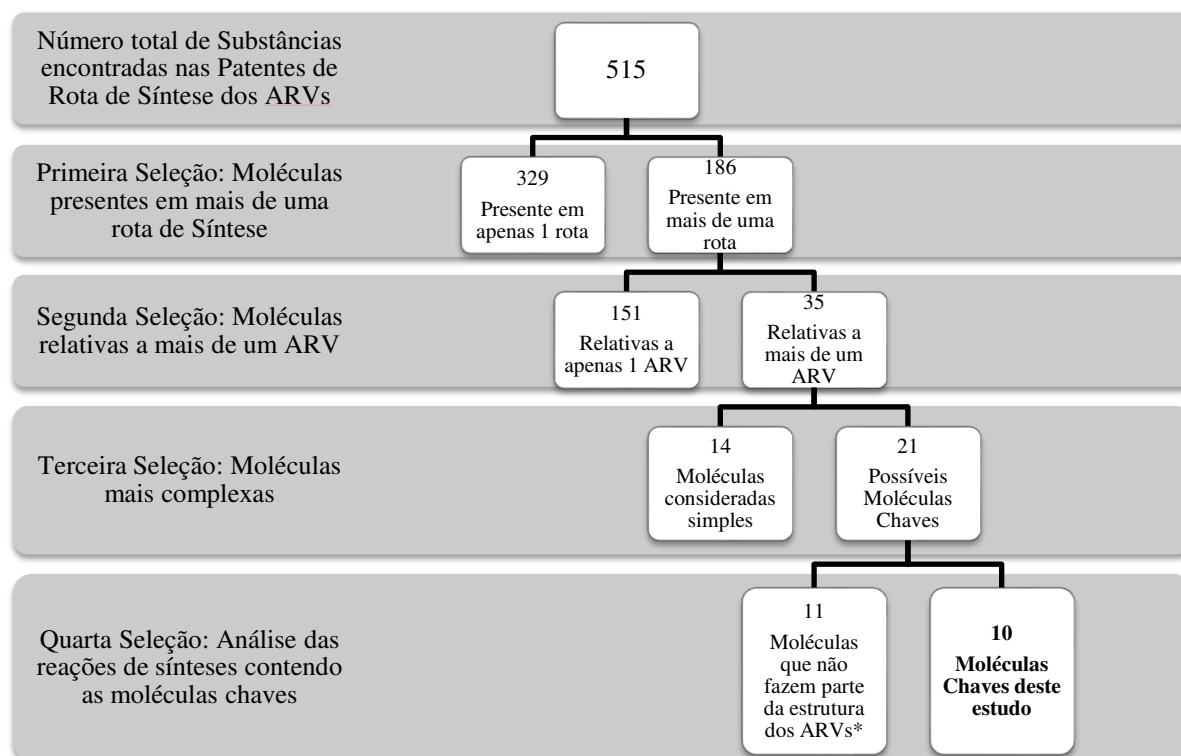 Número total de Substâncias
encontradas nas Patentes de
Rota de Síntese dos ARVs
515
Primeira Seleção: Moléculas
presentes em mais de uma
rota de Síntese
329
Presente em
apenas 1 rota
186
Presente em
mais de uma
rota
Segunda Seleção: Moléculas
relativas a mais de um ARV
151
Relativas a
apenas 1 ARV
35
Relativas a
mais de um
ARV
Terceira Seleção: Moléculas
mais complexas
14
Moléculas
consideradas
simples
21
Possíveis
Moléculas
Chaves
Quarta Seleção: Análise das
reações de sínteses contendo
as moléculas chaves
11
Moléculas
que não
fazem parte
da estrutura
dos ARVs*
10
Moléculas
Chaves deste
estudo